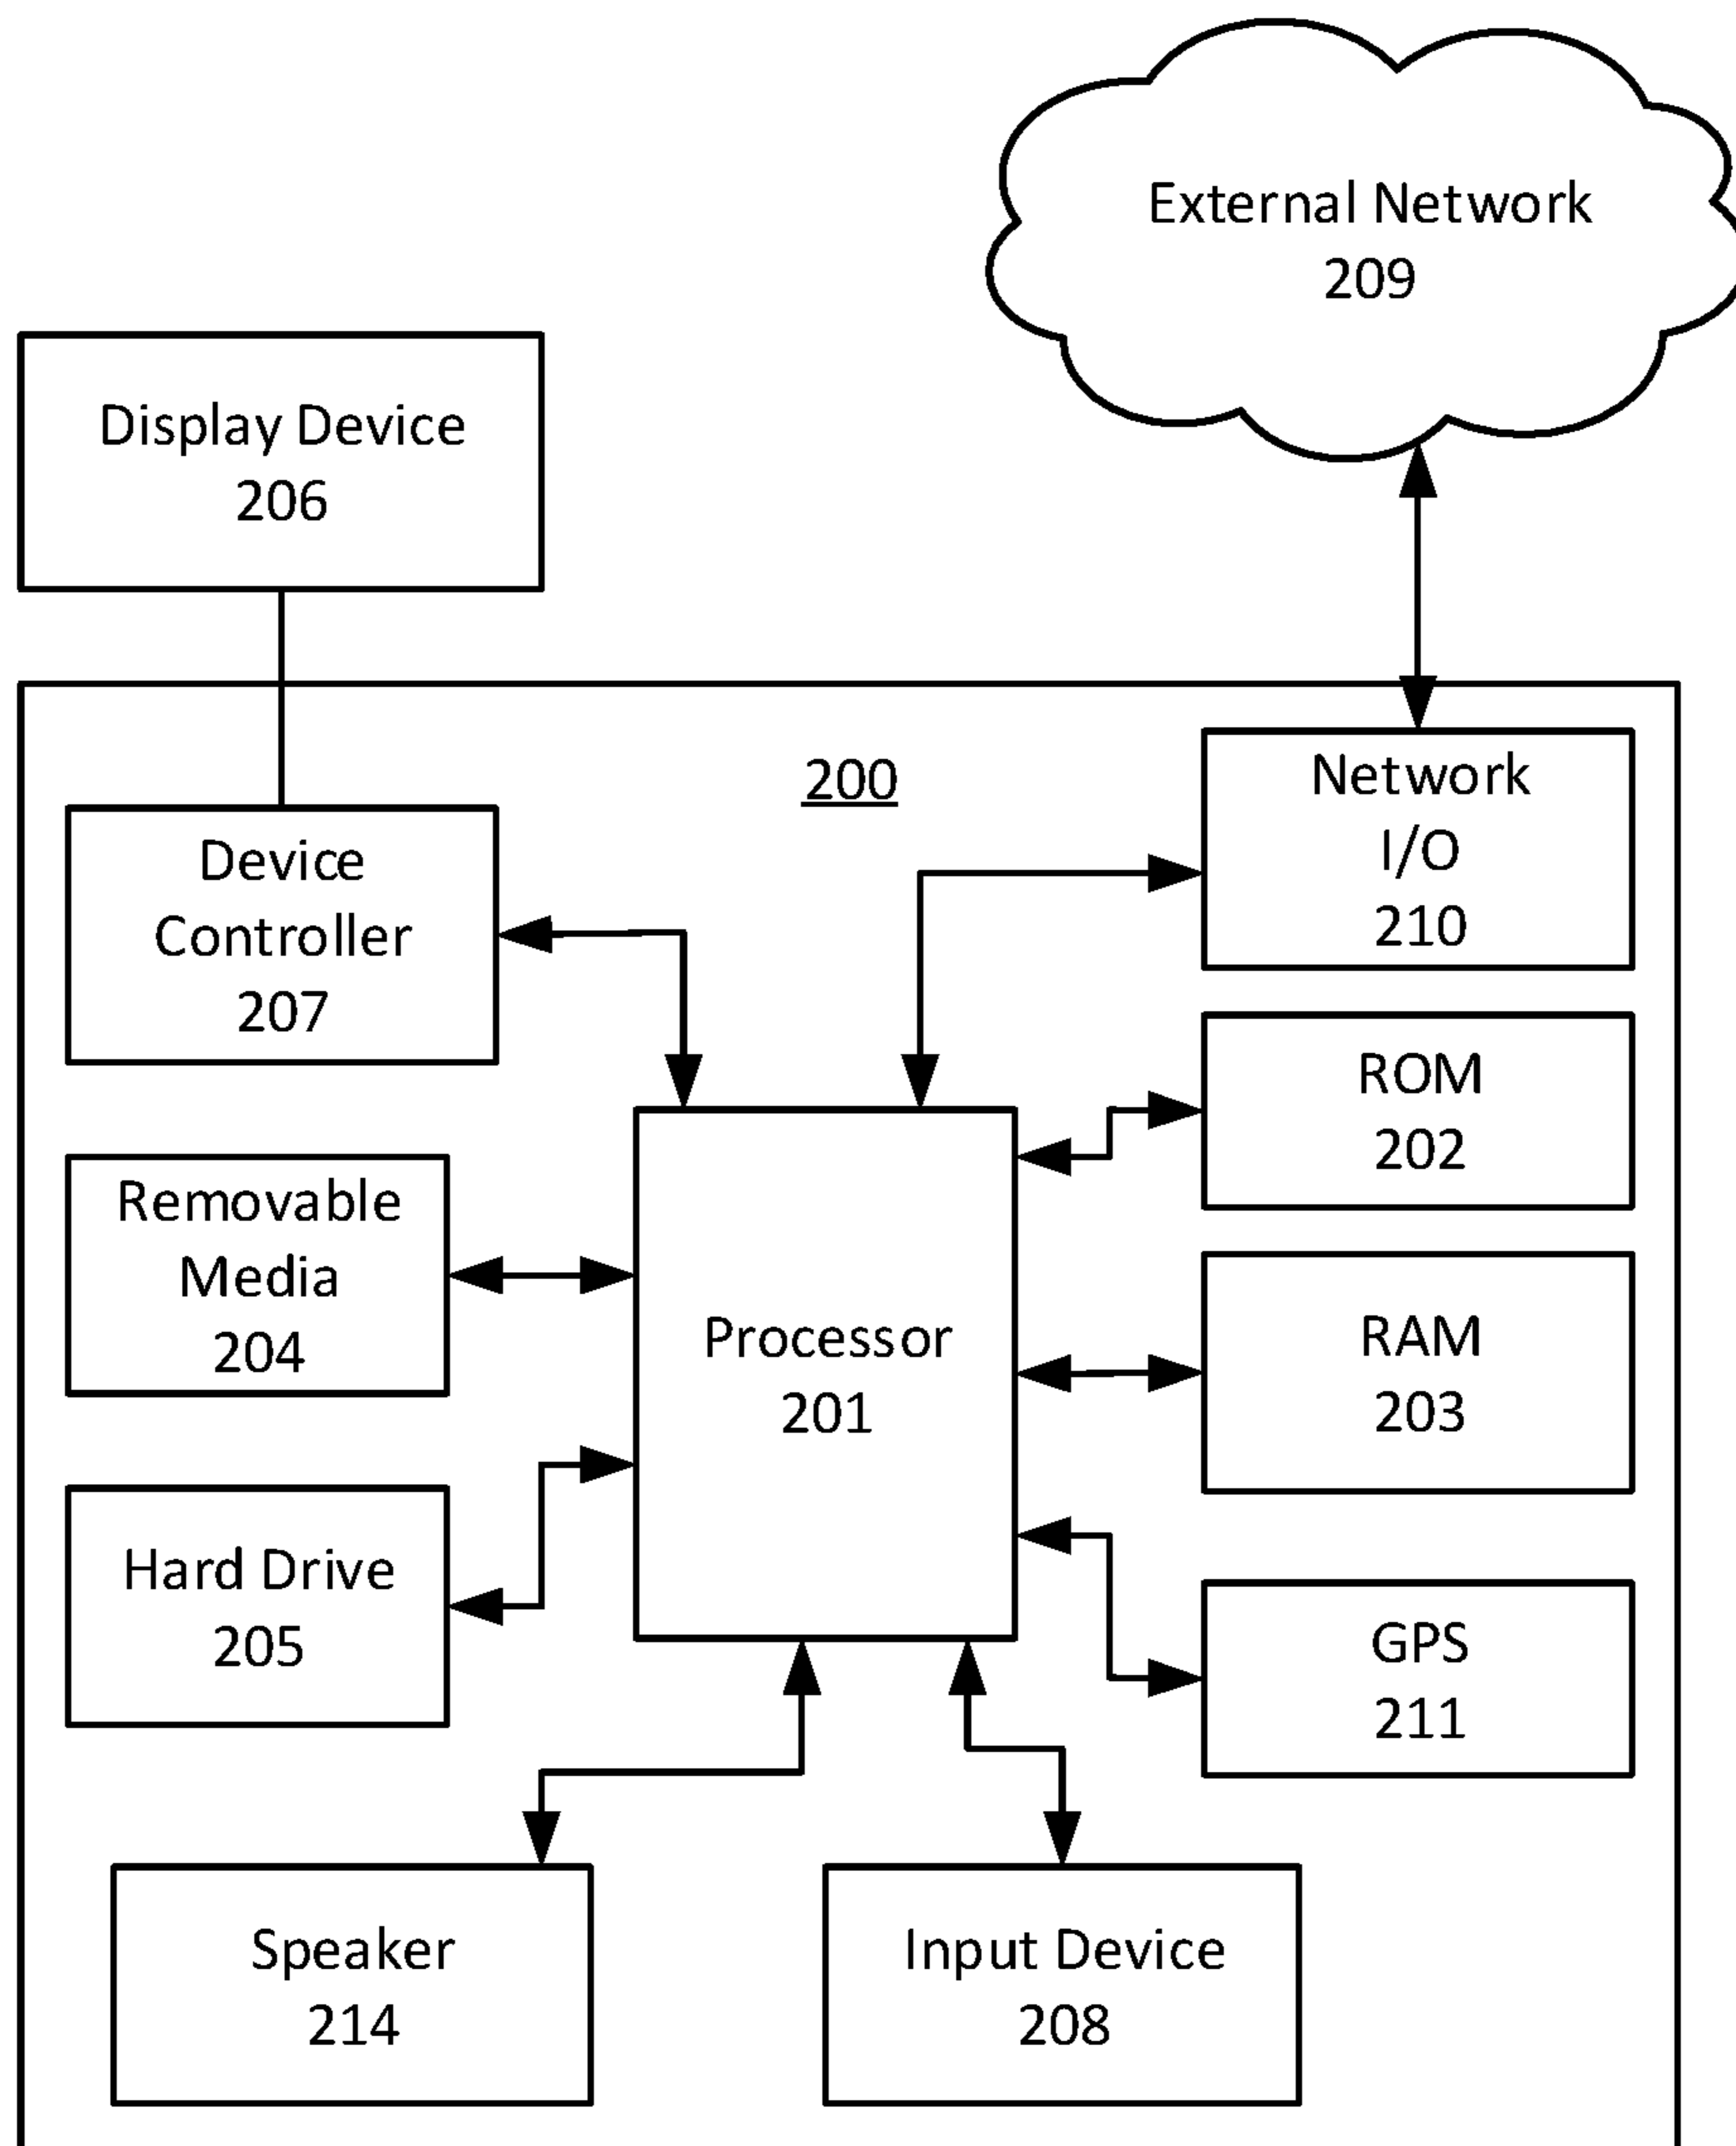 External Network
209
Display Device
206
200
Network
I/O
210
Device
Controller
207
ROM
202
Removable
Media
204
Processor
201
RAM
203
Hard Drive
205
GPS
211
Speaker
214
Input Device
208